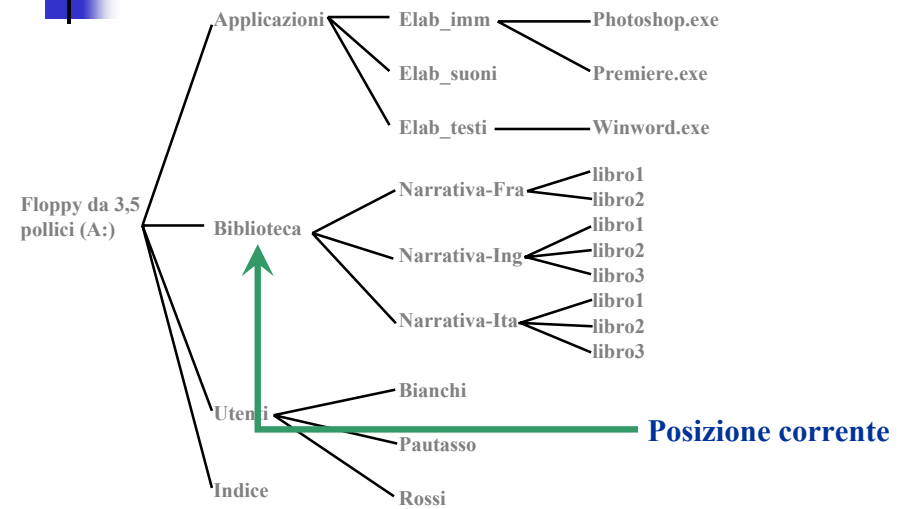 Applicazioni
Elab_imm
Photoshop.exe
Premiere.exe
Elab_suoni
Elab_testi
Winword.exe
Floppy da 3,5
pollici (A:)
Biblioteca
Narrativa-Fra
libro1
libro2
Narrativa-Ing
libro1
libro2
libro3
Narrativa-Ita
libro1
libro2
libro3
Utenti
Bianchi
Pautasso
Rossi
Indice
Posizione corrente